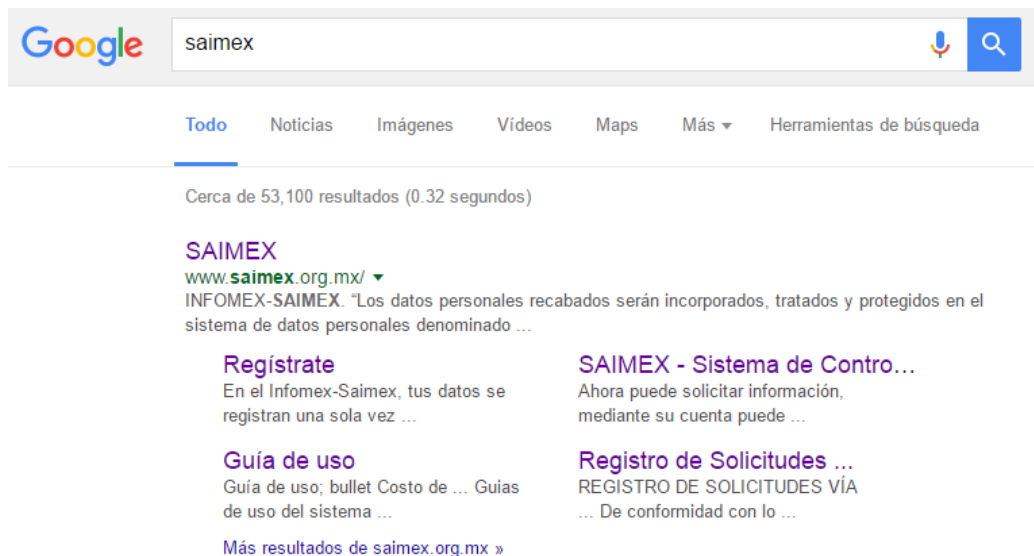 Google
saimex
Todo Noticias Imágenes Vídeos Maps Más Herramientas de búsqueda
Cerca de 53,100 resultados (0.32 segundos)
SAIMEX
www.saimex.org.mx/
INFOMEX-SAIMEX. “Los datos personales recabados serán incorporados, tratados y protegidos en el
sistema de datos personales denominado ...
Regístrate
En el Infomex-Saimex, tus datos se
registran una sola vez ...
SAIMEX - Sistema de Contro...
Ahora puede solicitar información,
mediante su cuenta puede ...
Guía de uso
Guía de uso; bullet Costo de ... Guias
de uso del sistema ...
Registro de Solicitudes ...
REGISTRO DE SOLICITUDES VÍA
... De conformidad con lo ...
Más resultados de saimex.org.mx »